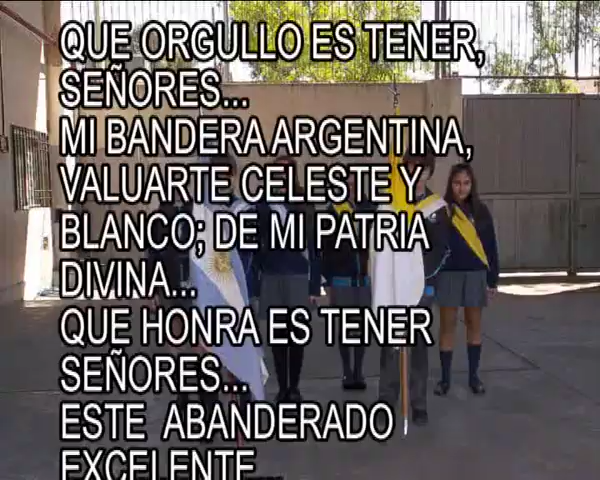 QUE ORGULLO ES TENER,
SEÑORES...
MI BANDERA ARGENTINA,
VALUARTE CELESTE Y
BLANCO; DE MI PATRIA
DIVINA...
QUE HONRA ES TENER
SEÑORES...
ESTE ABANDERADO
EXCELENTE...